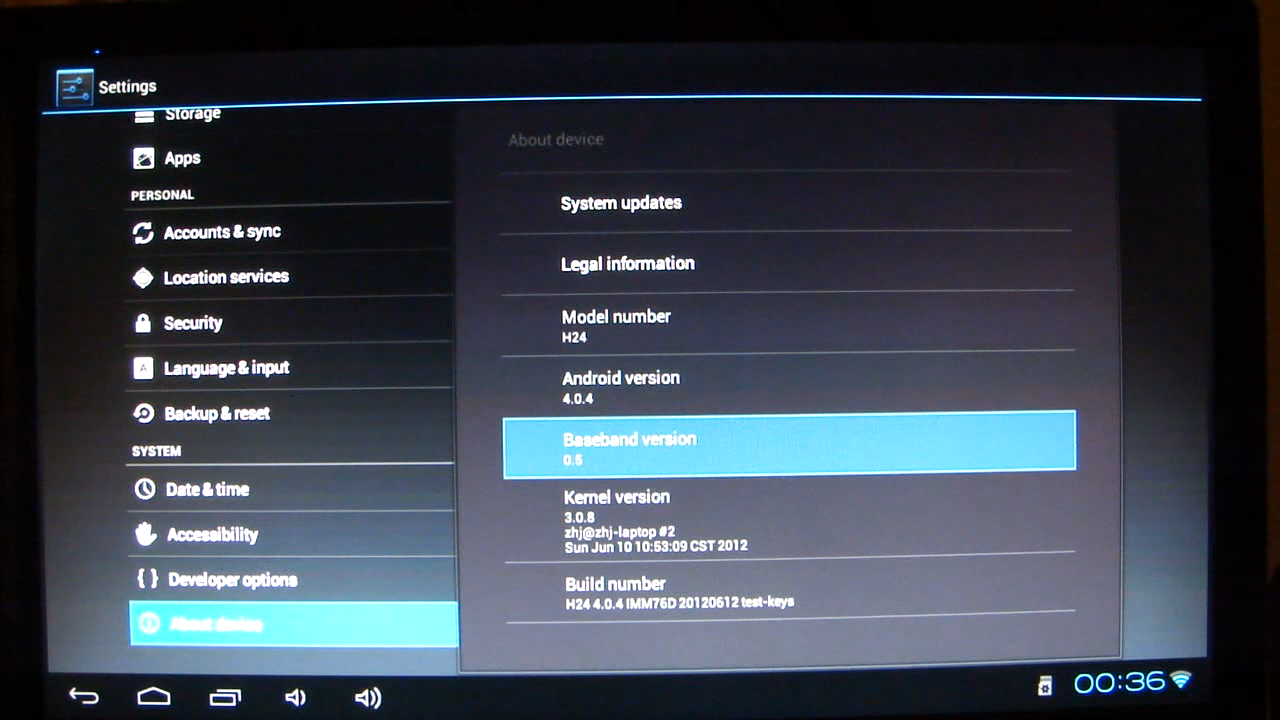 Settings
Storage
Apps
PERSONAL
Accounts & sync
Location services
Security
Language & input
Backup & reset
SYSTEM
Date & time
Accessibility
Developer options
About device
About device
System updates
Legal information
Model number
H24
Android version
4.0.4
Baseband version
0.5
Kernel version
3.0.8
zhj@zhj-laptop #2
Sun Jun 10 10:53:09 CST 2012
Build number
H24 4.0.4 IMM76D 20120612 test-keys
00:36